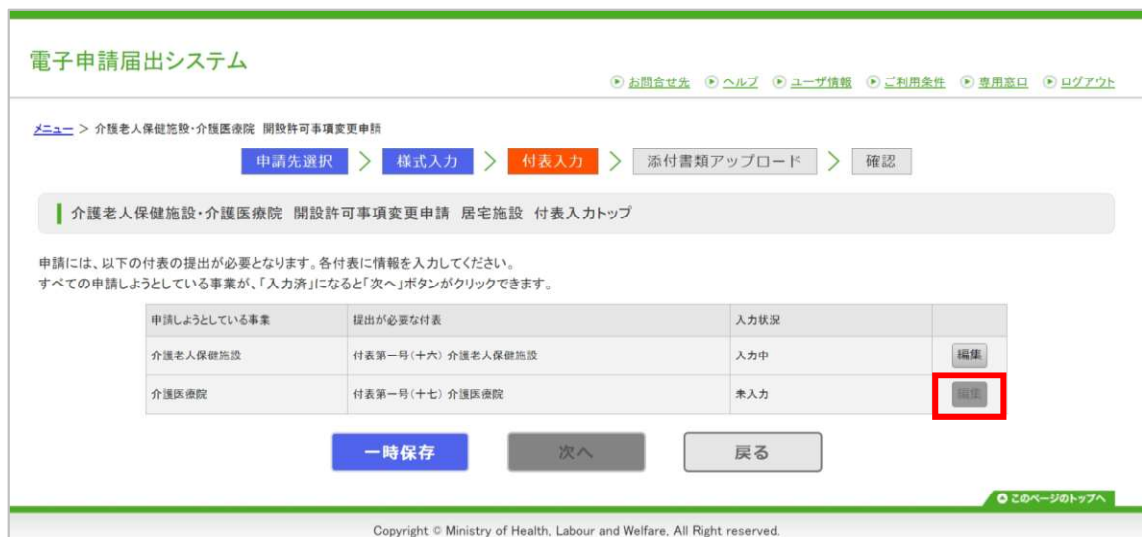 電子申請届出システム
お問合せ先 ヘルプ ユーザ情報 ご利用条件 専用窓口 ログアウト
メニュー > 介護老人保健施設・介護医療院 開設許可事項変更申請
申請先選択 > 様式入力 > 付表入力 > 添付書類アップロード > 確認
介護老人保健施設・介護医療院 開設許可事項変更申請 居宅施設 付表入力トップ
申請には、以下の付表の提出が必要となります。各付表に情報を入力してください。
すべての申請しようとしている事業が、「入力済」になると「次へ」ボタンがクリックできます。
申請しようとしている事業 提出が必要な付表 入力状況
介護老人保健施設 付表第一号(十六) 介護老人保健施設 入力中 編集
介護医療院 付表第一号(十七) 介護医療院 未入力 編集
一時保存 次へ 戻る
このページのトップへ
Copyright © Ministry of Health, Labour and Welfare, All Right reserved.